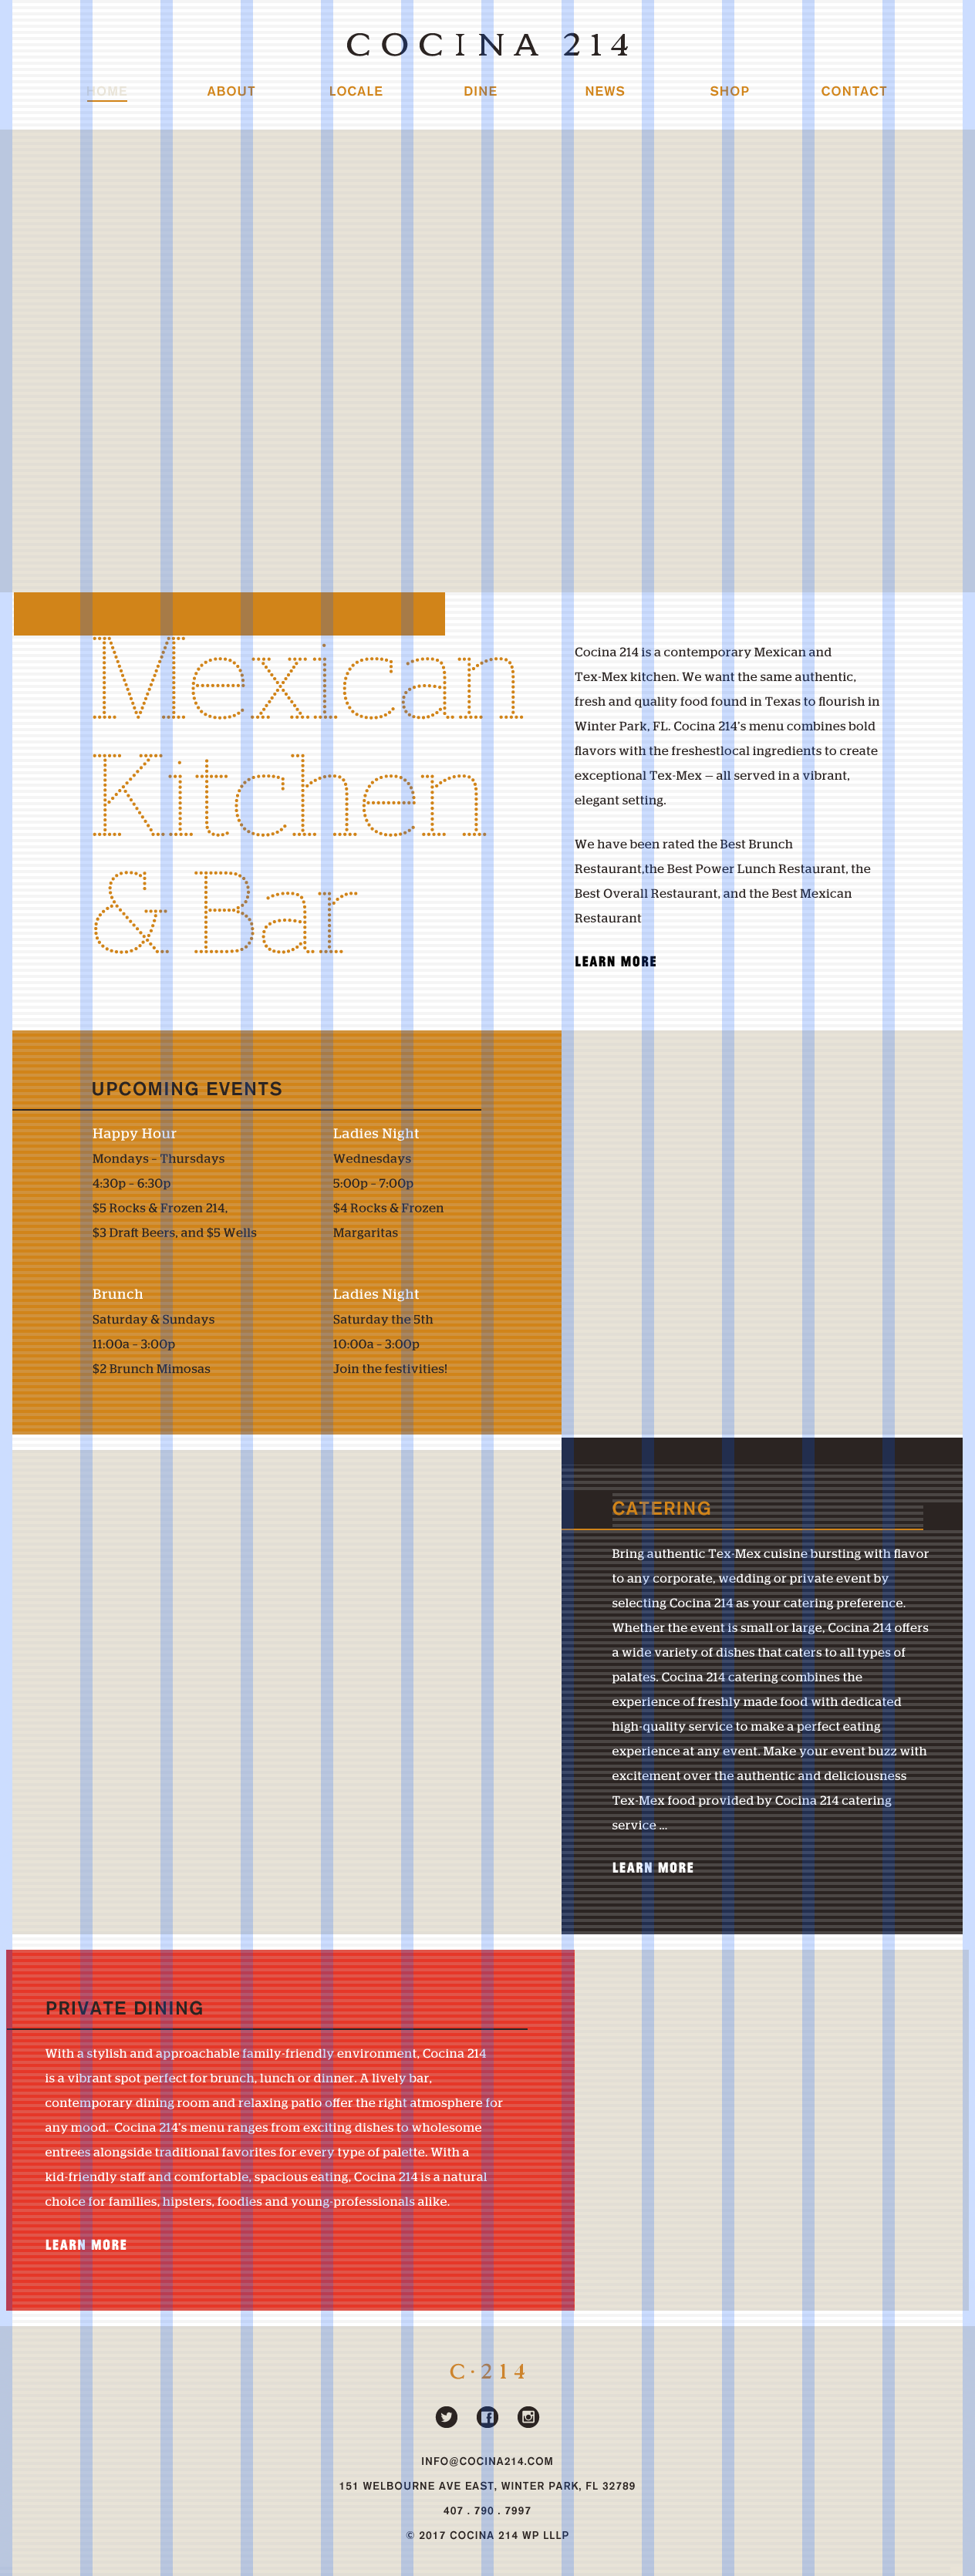 COCINA 214
HOME ABOUT LOCALE DINE NEWS SHOP CONTACT
Mexican
Kitchen
& Bar
Cocina 214 is a contemporary Mexican and
Tex-Mex kitchen. We want the same authentic,
fresh and quality food found in Texas to flourish in
Winter Park, FL. Cocina 214's menu combines bold
flavors with the freshestlocal ingredients to create
exceptional Tex-Mex — all served in a vibrant,
elegant setting.
We have been rated the Best Brunch
Restaurant,the Best Power Lunch Restaurant, the
Best Overall Restaurant, and the Best Mexican
Restaurant
LEARN MORE
UPCOMING EVENTS
Happy Hour
Mondays – Thursdays
4:30p – 6:30p
$5 Rocks & Frozen 214,
$3 Draft Beers, and $5 Wells
Ladies Night
Wednesdays
5:00p – 7:00p
$4 Rocks & Frozen
Margaritas
Brunch
Saturday & Sundays
11:00a – 3:00p
$2 Brunch Mimosas
Ladies Night
Saturday the 5th
10:00a – 3:00p
Join the festivities!
CATERING
Bring authentic Tex-Mex cuisine bursting with flavor
to any corporate, wedding or private event by
selecting Cocina 214 as your catering preference.
Whether the event is small or large, Cocina 214 offers
a wide variety of dishes that caters to all types of
palates. Cocina 214 catering combines the
experience of freshly made food with dedicated
high-quality service to make a perfect eating
experience at any event. Make your event buzz with
excitement over the authentic and deliciousness
Tex-Mex food provided by Cocina 214 catering
service ...
LEARN MORE
PRIVATE DINING
With a stylish and approachable family-friendly environment, Cocina 214
is a vibrant spot perfect for brunch, lunch or dinner. A lively bar,
contemporary dining room and relaxing patio offer the right atmosphere for
any mood.  Cocina 214's menu ranges from exciting dishes to wholesome
entrees alongside traditional favorites for every type of palette. With a
kid-friendly staff and comfortable, spacious eating, Cocina 214 is a natural
choice for families, hipsters, foodies and young-professionals alike.
LEARN MORE
C·214
INFO@COCINA214.COM
151 WELBOURNE AVE EAST, WINTER PARK, FL 32789
407 . 790 . 7997
© 2017 COCINA 214 WP LLLP